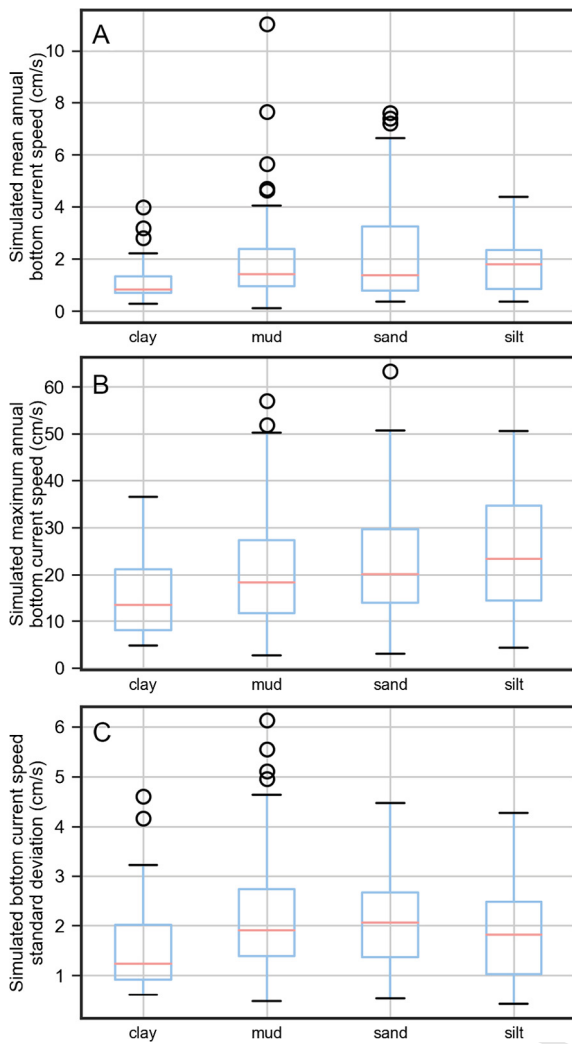 A
Simulated mean annual
bottom current speed (cm/s)
10
8
6
4
2
0
clay mud sand silt
B
Simulated maximum annual
bottom current speed (cm/s)
60
50
40
30
20
10
0
clay mud sand silt
C
Simulated bottom current speed
standard deviation (cm/s)
6
5
4
3
2
1
clay mud sand silt